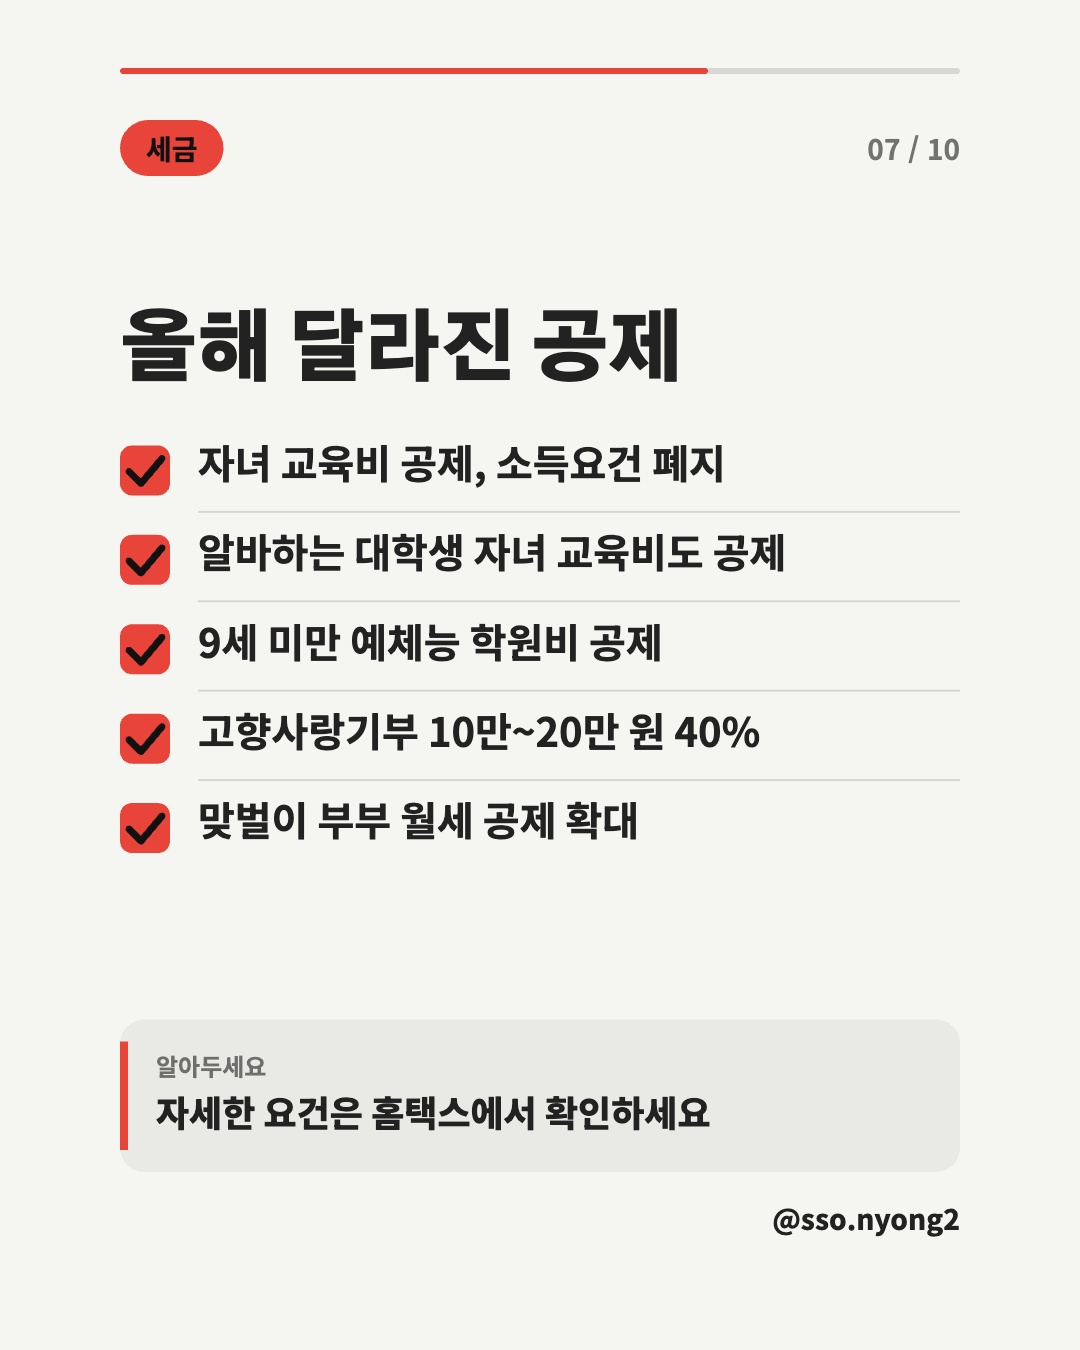 세금
07 / 10
올해 달라진 공제
자녀 교육비 공제, 소득요건 폐지
알바하는 대학생 자녀 교육비도 공제
9세 미만 예체능 학원비 공제
고향사랑기부 10만~20만 원 40%
맞벌이 부부 월세 공제 확대
알아두세요
자세한 요건은 홈택스에서 확인하세요
@sso.nyong2